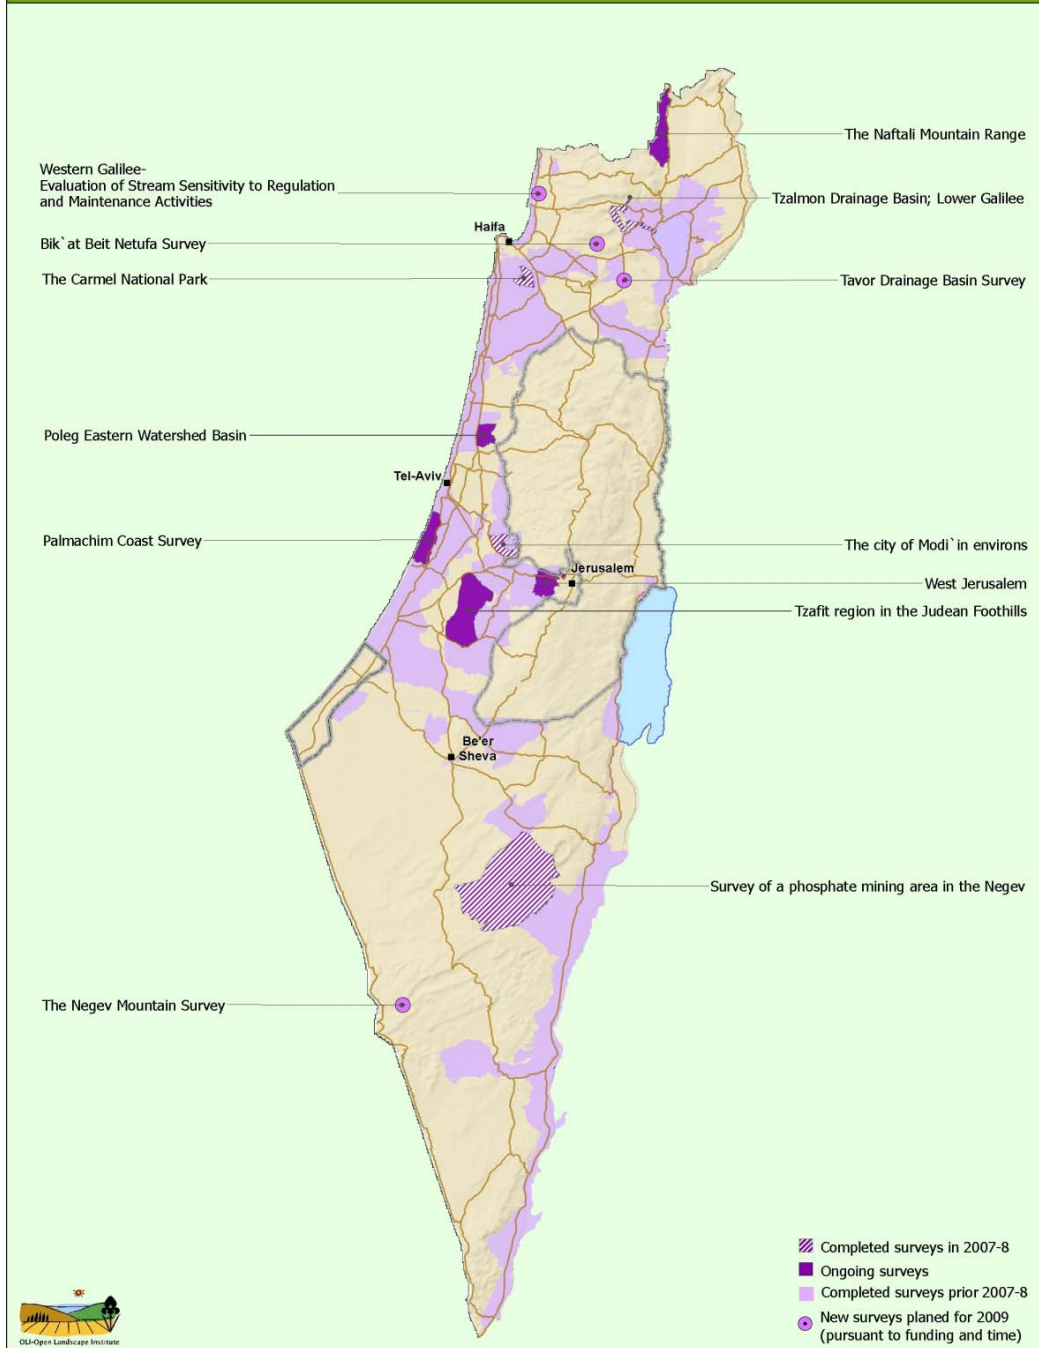 The Naftali Mountain Range
Western Galilee-
Evaluation of Stream Sensitivity to Regulation
and Maintenance Activities
Tzalmon Drainage Basin; Lower Galilee
Haifa
Bik`at Beit Netufa Survey
The Carmel National Park
Tavor Drainage Basin Survey
Poleg Eastern Watershed Basin
Tel-Aviv
Palmachim Coast Survey
The city of Modi`in environs
Jerusalem
West Jerusalem
Tzafit region in the Judean Foothills
Be'er
Sheva
Survey of a phosphate mining area in the Negev
The Negev Mountain Survey
Completed surveys in 2007-8
Ongoing surveys
Completed surveys prior 2007-8
New surveys planed for 2009
(pursuant to funding and time)
OLI-Open Landscape Institute